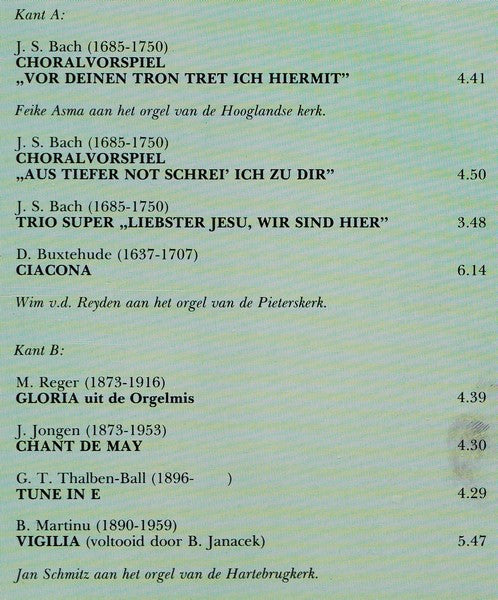 Kant A:
J. S. Bach (1685-1750)
CHORALVORSPIEL
„VOR DEINEN TRON TRET ICH HIERMIT” 4.41
Feike Asma aan het orgel van de Hooglandse kerk.
J. S. Bach (1685-1750)
CHORALVORSPIEL
„AUS TIEFER NOT SCHREI’ ICH ZU DIR” 4.50
J. S. Bach (1685-1750)
TRIO SUPER „LIEBSTER JESU, WIR SIND HIER” 3.48
D. Buxtehude (1637-1707)
CIACONA 6.14
Wim v.d. Reyden aan het orgel van de Pieterskerk.
Kant B:
M. Reger (1873-1916)
GLORIA uit de Orgelmis 4.39
J. Jongen (1873-1953)
CHANT DE MAY 4.30
G. T. Thalben-Ball (1896- )
TUNE IN E 4.29
B. Martinu (1890-1959)
VIGILIA (voltooid door B. Janacek) 5.47
Jan Schmitz aan het orgel van de Hartebrugkerk.